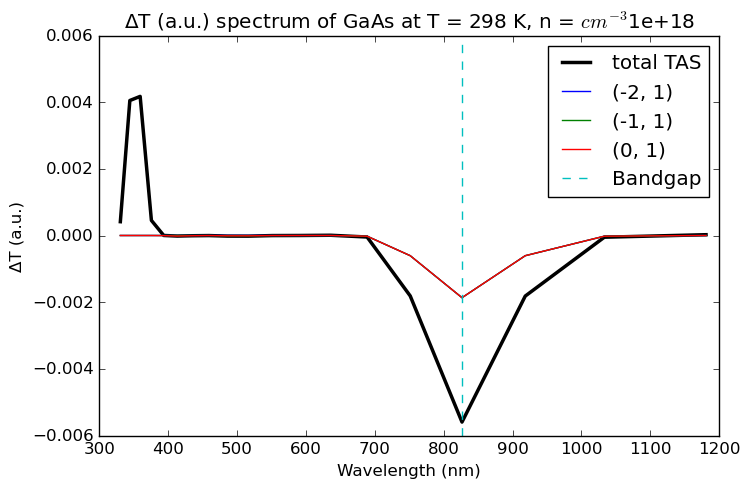 ΔT (a.u.) spectrum of GaAs at T = 298 K, n = cm⁻³1e+18
0.006
0.004
0.002
0.000
−0.002
−0.004
−0.006
ΔT (a.u.)
total TAS
(-2, 1)
(-1, 1)
(0, 1)
Bandgap
300 400 500 600 700 800 900 1000 1100 1200
Wavelength (nm)